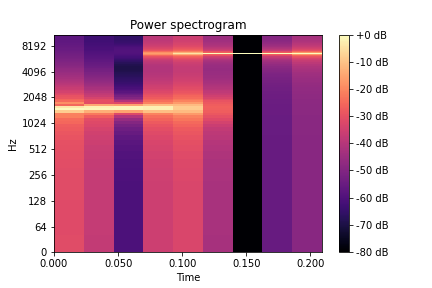 Power spectrogram
8192
4096
2048
1024
512
256
128
64
0
Hz
0.000 0.050 0.100 0.150 0.200
Time
+0 dB
-10 dB
-20 dB
-30 dB
-40 dB
-50 dB
-60 dB
-70 dB
-80 dB